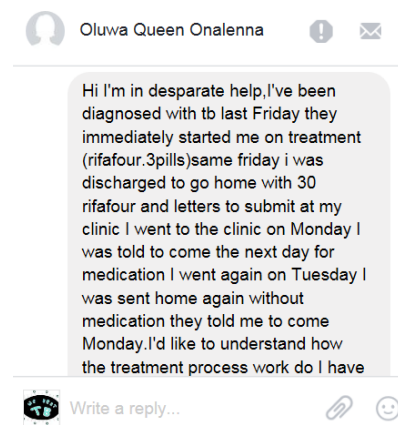 Oluwa Queen Onalenna
Hi I'm in desparate help,I've been
diagnosed with tb last Friday they
immediately started me on treatment
(rifafour.3pills)same friday i was
discharged to go home with 30
rifafour and letters to submit at my
clinic I went to the clinic on Monday I
was told to come the next day for
medication I went again on Tuesday I
was sent home again without
medication they told me to come
Monday.I'd like to understand how
the treatment process work do I have
WE BEAT
TB
Write a reply...